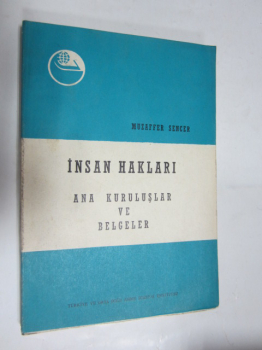 MUZAFFER SENCER
İNSAN HAKLARI
ANA KURULUŞLAR
VE
BELGELER